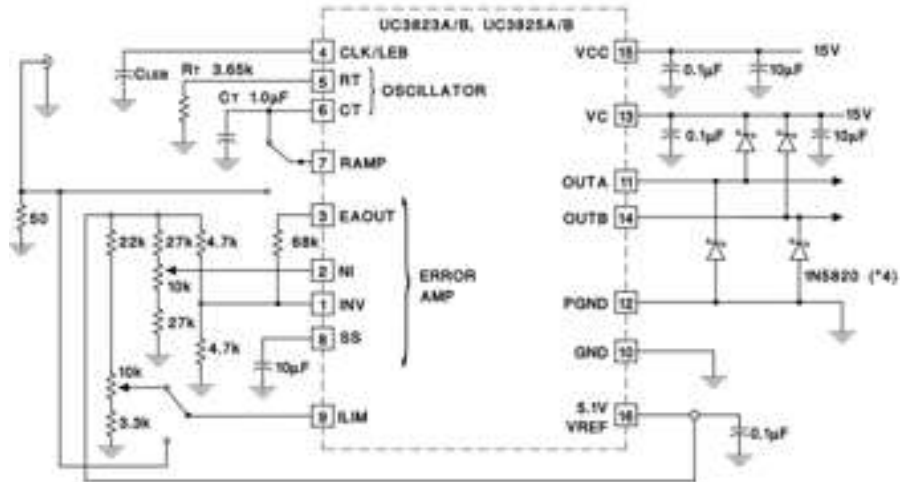 UC3823A/B, UC3825A/B
4 CLK/LEB
CLEB
RT 3.65k
5 RT
OSCILLATOR
CT 1.0µF
6 CT
7 RAMP
50
3 EAOUT
22k
27k
4.7k
68k
2 NI
10k
ERROR
AMP
1 INV
27k
8 SS
4.7k
10µF
10k
3.3k
9 ILIM
VCC 15
15V
0.1µF
10µF
VC 13
15V
0.1µF
10µF
OUTA 11
OUTB 14
1N5820 (*4)
PGND 12
GND 10
5.1V
VREF 16
0.1µF